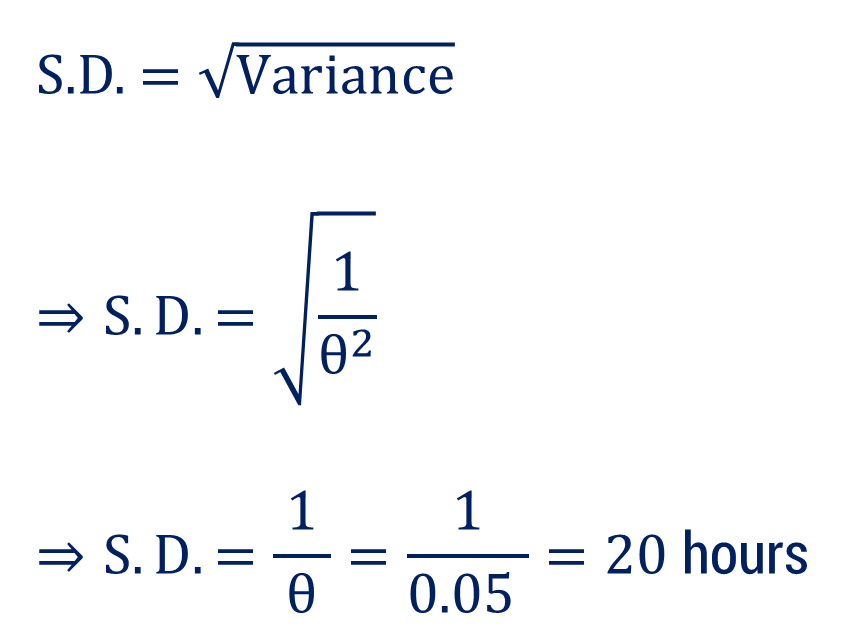 S.D. = √Variance
⇒ S. D. = √(1/θ²)
⇒ S. D. = 1/θ = 1/0.05 = 20 hours